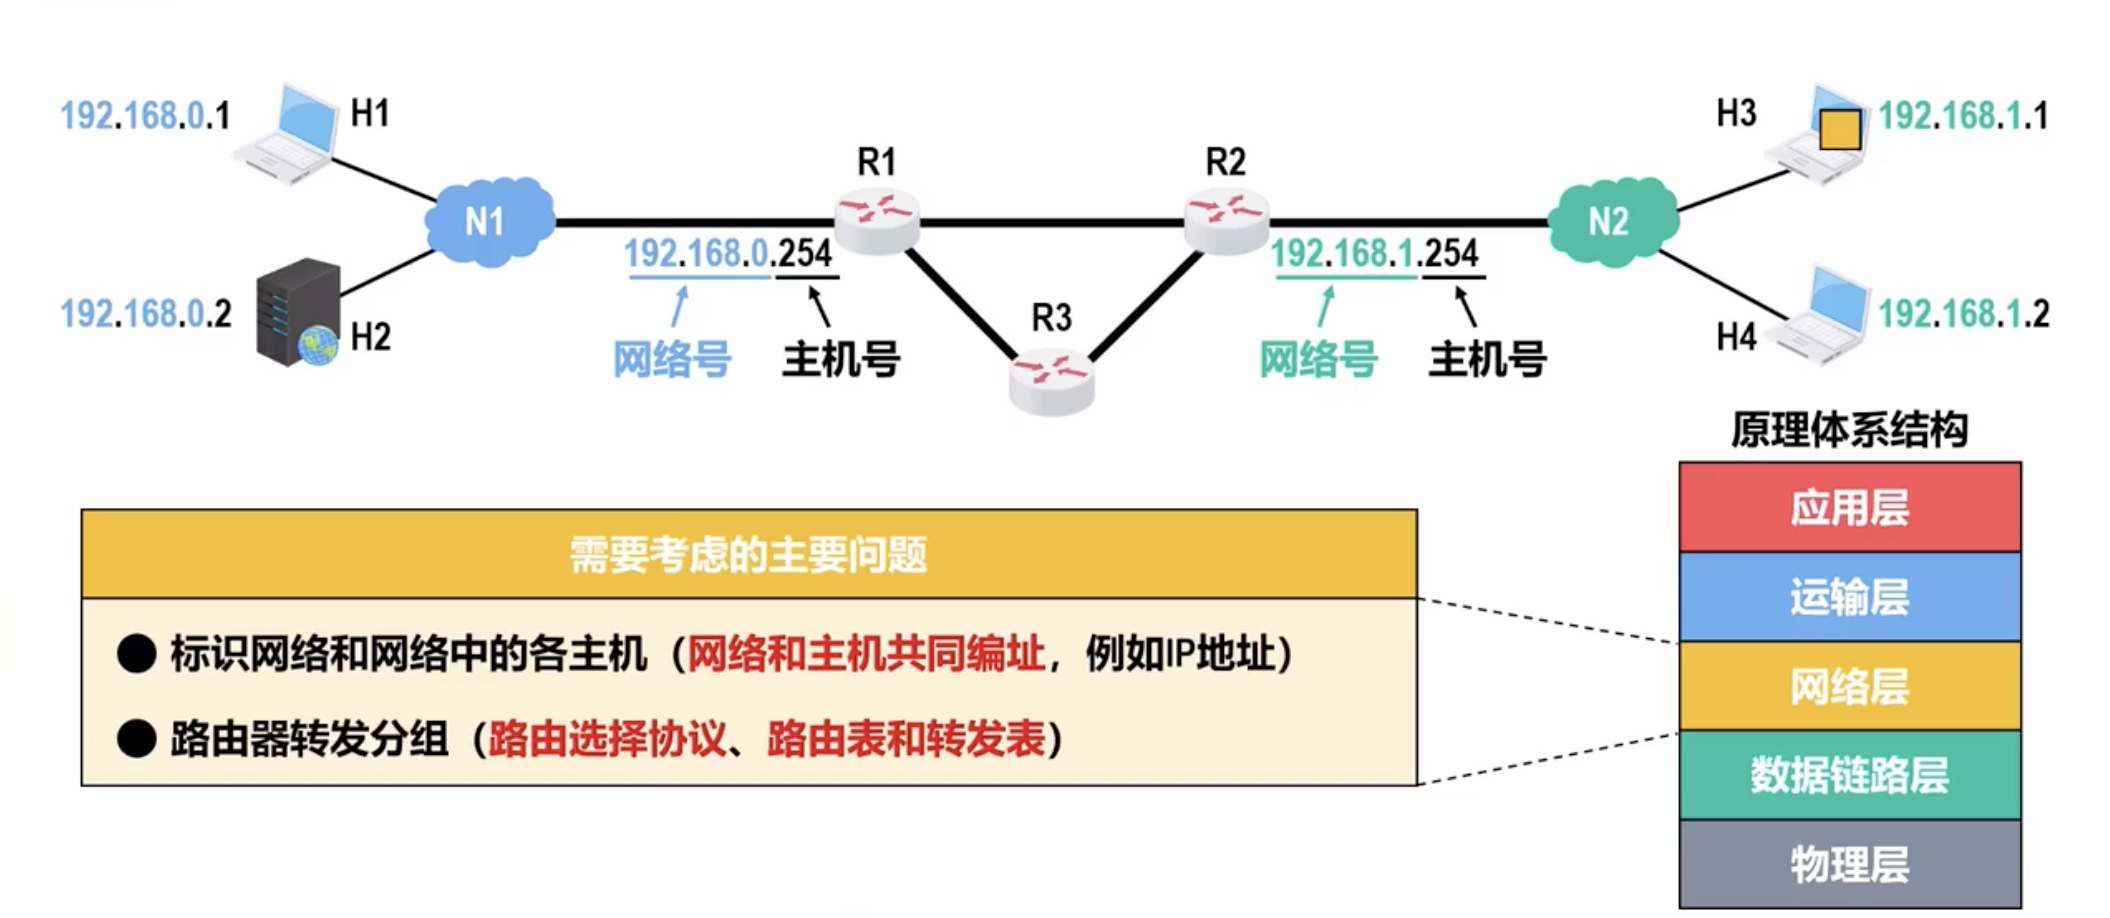 192.168.0.1
H1
192.168.0.2
H2
N1
R1
192.168.0.254
网络号
主机号
R3
R2
192.168.1.254
网络号
主机号
N2
H3
192.168.1.1
H4
192.168.1.2
需要考虑的主要问题
● 标识网络和网络中的各主机（网络和主机共同编址，例如IP地址）
● 路由器转发分组（路由选择协议、路由表和转发表）
原理体系结构
应用层
运输层
网络层
数据链路层
物理层